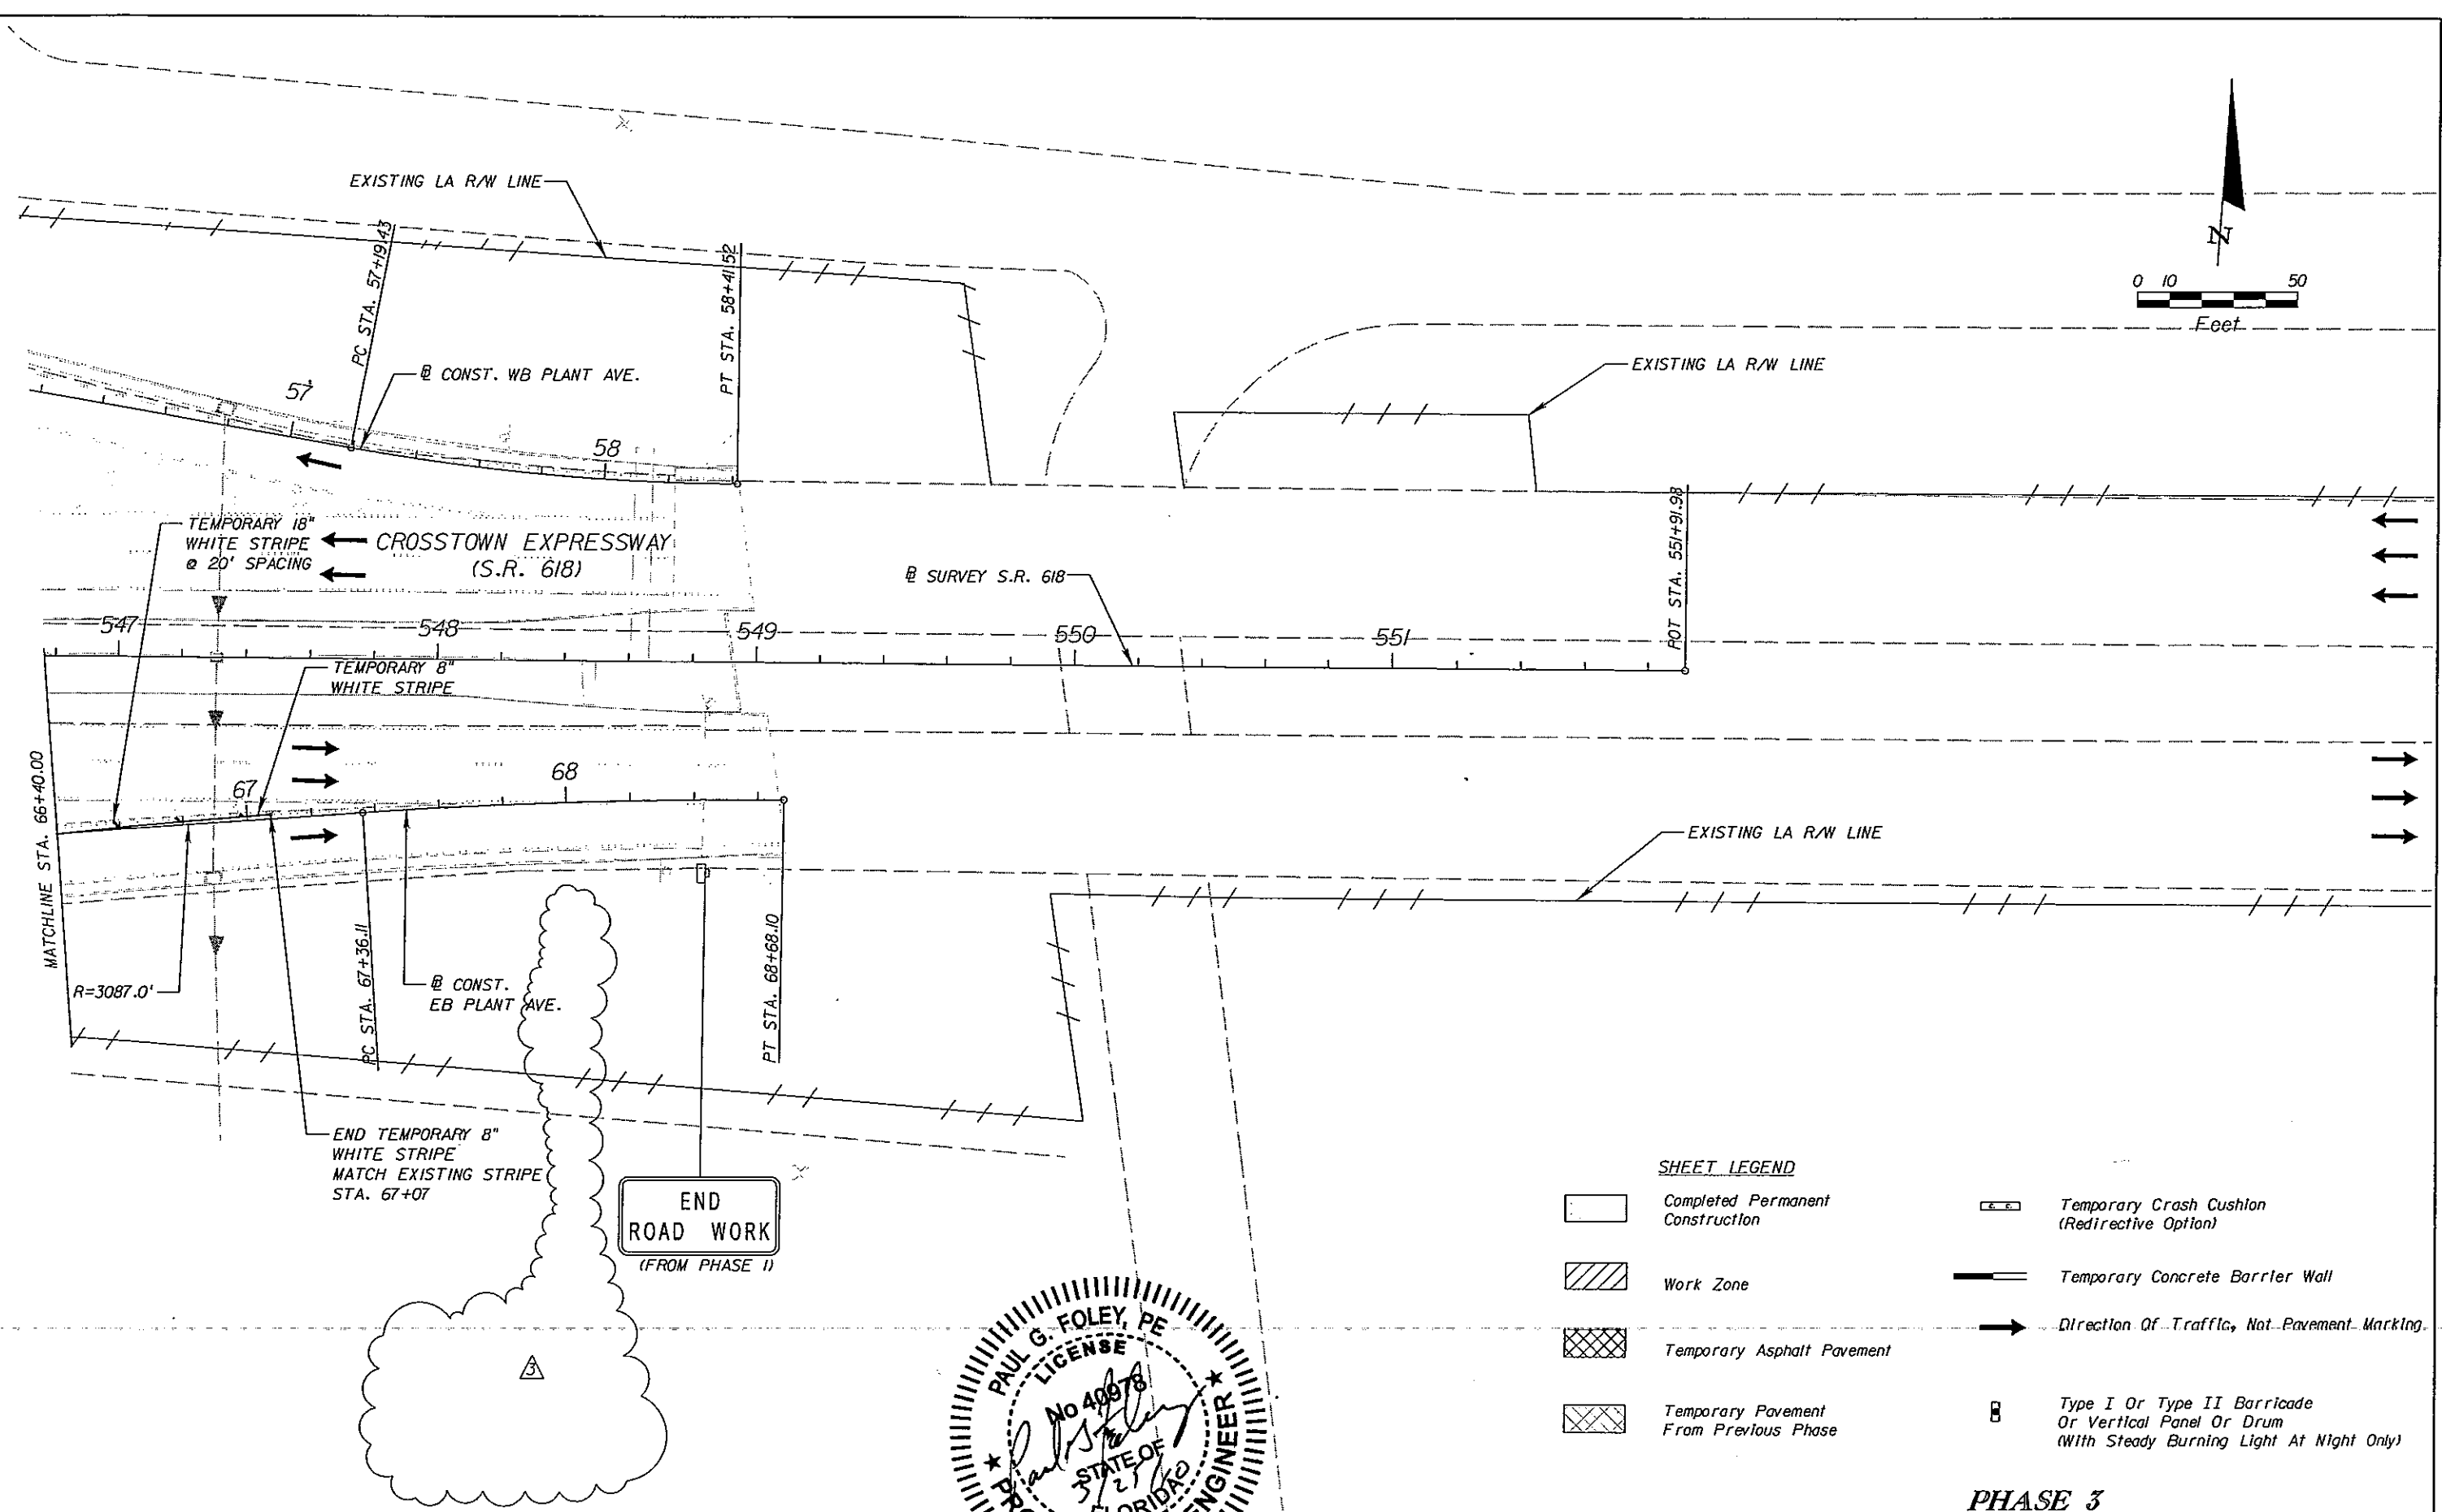 EXISTING LA R/W LINE
PC STA. 57+19.43
PT STA. 58+41.52
N
0 10 50
Feet
EXISTING LA R/W LINE
57
℄ CONST. WB PLANT AVE.
58
TEMPORARY 18"
WHITE STRIPE
@ 20' SPACING
CROSSTOWN EXPRESSWAY
(S.R. 618)
℄ SURVEY S.R. 618
POT STA. 551+91.98
547
548
549
550
551
TEMPORARY 8"
WHITE STRIPE
MATCHLINE STA. 66+40.00
67
68
EXISTING LA R/W LINE
R=3087.0'
PC STA. 67+36.11
℄ CONST.
EB PLANT AVE.
PT STA. 68+68.10
END TEMPORARY 8"
WHITE STRIPE
MATCH EXISTING STRIPE
STA. 67+07
END
ROAD WORK
(FROM PHASE 1)
3
PAUL G. FOLEY, PE
LICENSE
No 40978
STATE OF
FLORIDA
ENGINEER
SHEET LEGEND
Completed Permanent
Construction
Work Zone
Temporary Asphalt Pavement
Temporary Pavement
From Previous Phase
Temporary Crash Cushion
(Redirective Option)
Temporary Concrete Barrier Wall
Direction Of Traffic, Not Pavement Marking
Type I Or Type II Barricade
Or Vertical Panel Or Drum
(With Steady Burning Light At Night Only)
PHASE 3